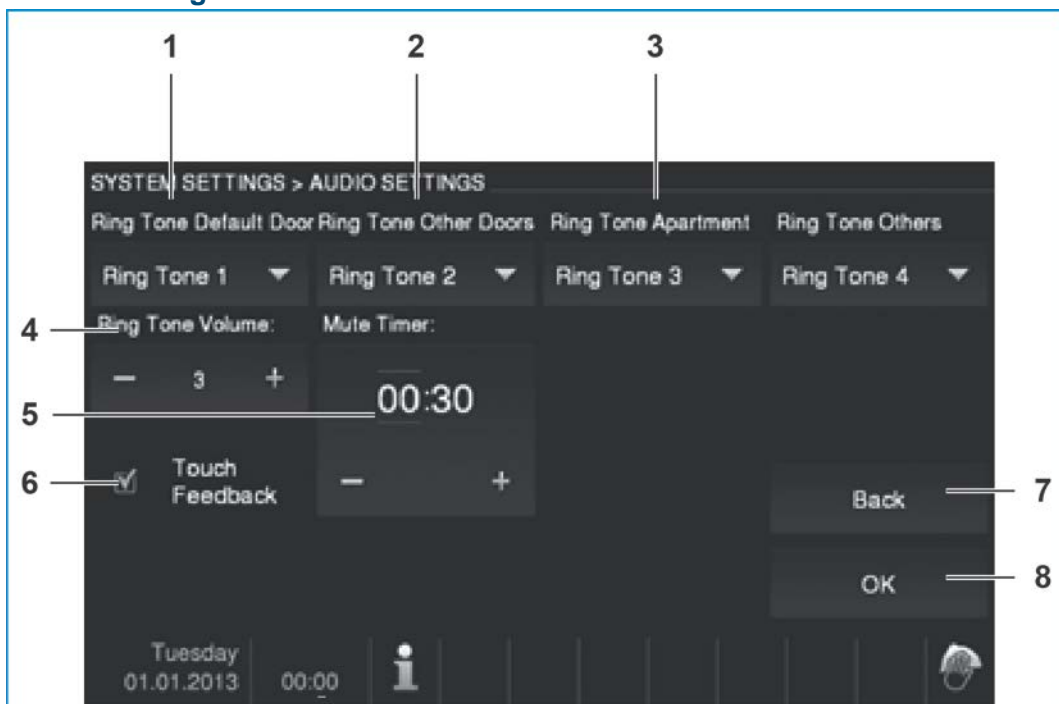 1 2 3
SYSTEM SETTINGS > AUDIO SETTINGS
Ring Tone Default Door Ring Tone Other Doors Ring Tone Apartment Ring Tone Others
Ring Tone 1 Ring Tone 2 Ring Tone 3 Ring Tone 4
4 Ring Tone Volume: Mute Timer:
− 3 +
5 00:30
6 Touch
Feedback − +
Back 7
OK 8
Tuesday
01.01.2013 00:00 i